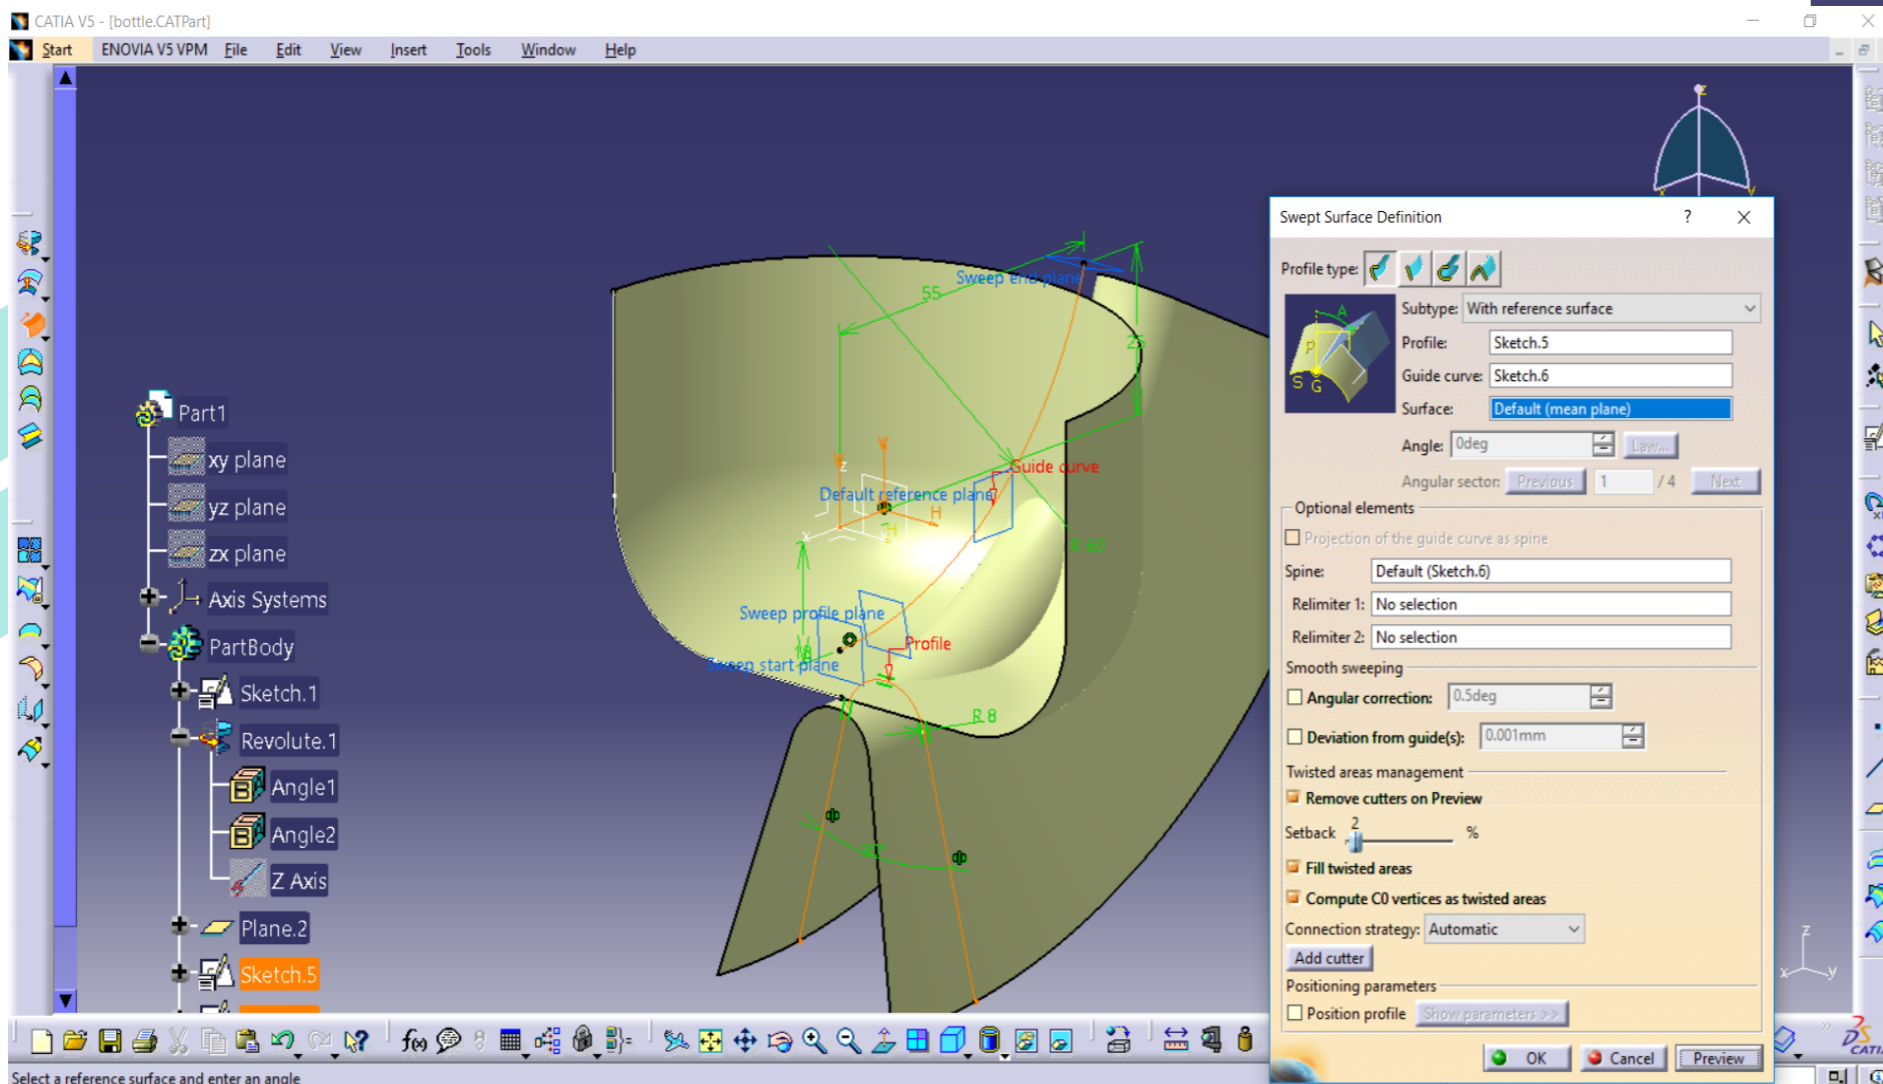 CATIA V5 - [bottle.CATPart]
Start ENOVIA V5 VPM File Edit View Insert Tools Window Help
z
Swept Surface Definition ? 
Profile type:
Subtype: With reference surface
A
P
S G
Profile: Sketch.5
Guide curve: Sketch.6
Surface: Default (mean plane)
Angle: 0deg Law...
Angular sector: Previous 1 / 4 Next
Optional elements
Projection of the guide curve as spine
Spine: Default (Sketch.6)
Relimiter 1: No selection
Relimiter 2: No selection
Smooth sweeping
Angular correction: 0.5deg
Deviation from guide(s): 0.001mm
Twisted areas management
Remove cutters on Preview
Setback 2 %
Fill twisted areas
Compute C0 vertices as twisted areas
Connection strategy: Automatic
Add cutter
Positioning parameters
Position profile Show parameters >>
OK Cancel Preview
Part1
xy plane
yz plane
zx plane
Axis Systems
PartBody
Sketch.1
Revolute.1
Angle1
Angle2
Z Axis
Plane.2
Sketch.5
Sweep end plane
55
25
Guide curve
Default reference plane
z
H
R 60
Sweep profile plane
Profile
Sweep start plane
R 8
z
x y
f(x)
CATI
Select a reference surface and enter an angle